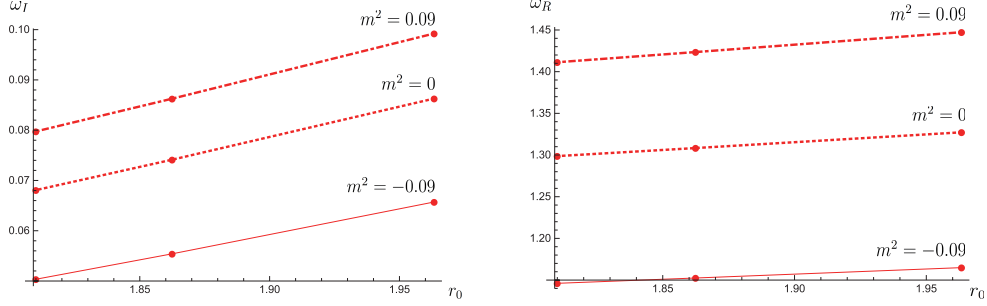 ω_I
m² = 0.09
0.10
0.09
m² = 0
0.08
0.07
m² = −0.09
0.06
1.85
1.90
1.95
r₀
ω_R
m² = 0.09
1.45
1.40
1.35
m² = 0
1.30
1.25
1.20
m² = −0.09
1.85
1.90
1.95
r₀